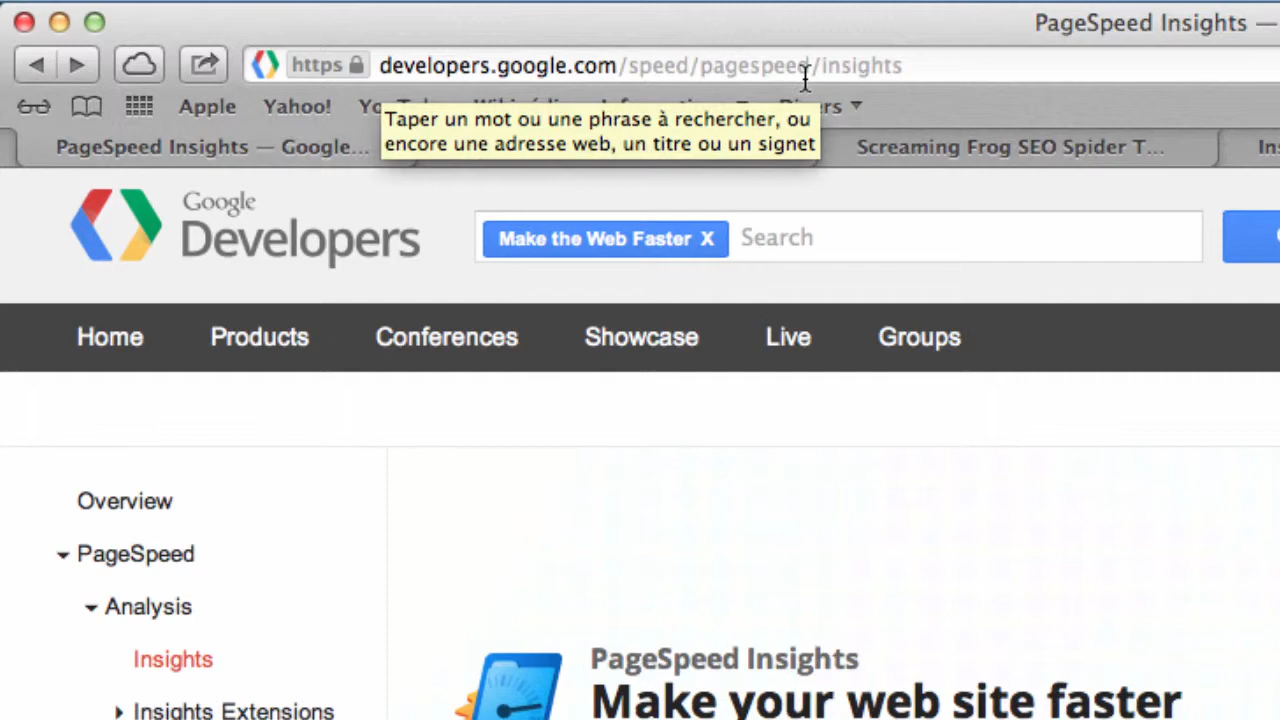 PageSpeed Insights —
https developers.google.com/speed/pagespeed/insights
Apple Yahoo!
Taper un mot ou une phrase à rechercher, ou
encore une adresse web, un titre ou un signet
PageSpeed Insights — Google...
Screaming Frog SEO Spider T...
Google
Developers
Make the Web Faster X
Search
Home Products Conferences Showcase Live Groups
Overview
PageSpeed
Analysis
Insights
Insights Extensions
PageSpeed Insights
Make your web site faster